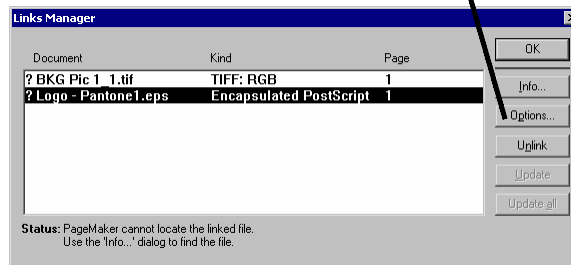 Links Manager
Document Kind Page
? BKG Pic 1_1.tif TIFF: RGB 1
? Logo - Pantone1.eps Encapsulated PostScript 1
OK
Info...
Options...
Unlink
Update
Update all
Status: PageMaker cannot locate the linked file.
Use the 'Info...' dialog to find the file.